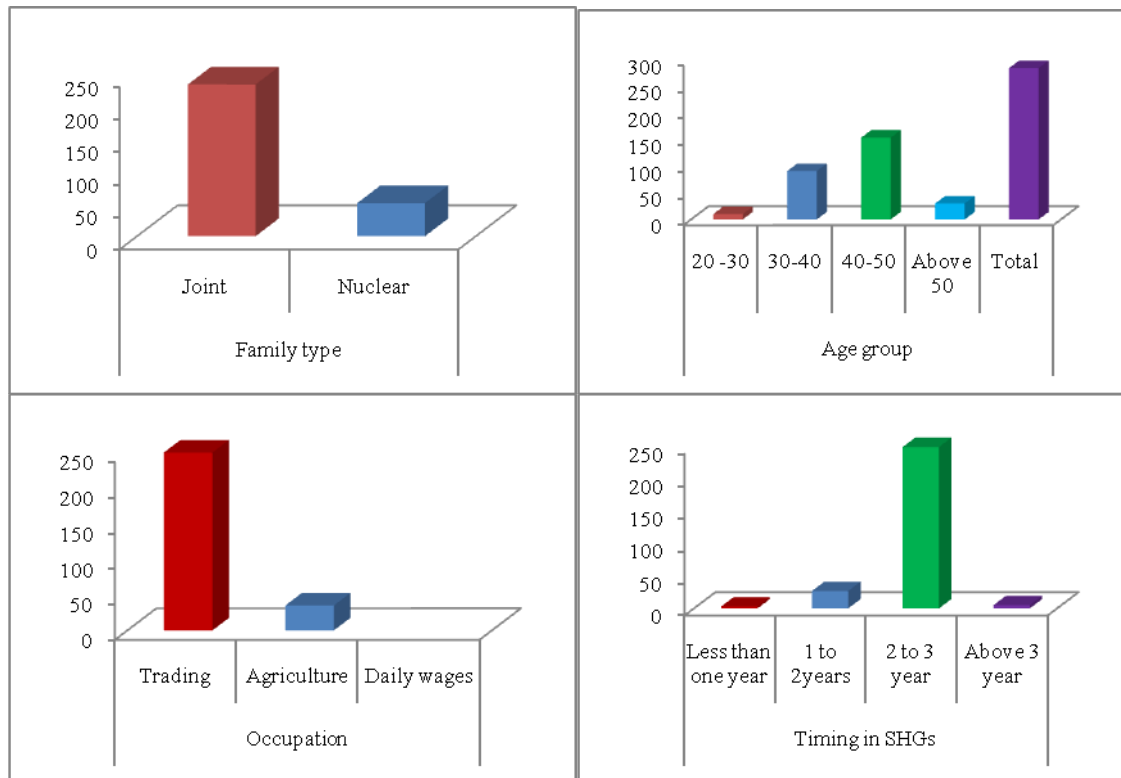 250
200
150
100
50
0
Joint Nuclear
Family type
300
250
200
150
100
50
0
20 -30 30-40 40-50 Above Total
50
Age group
250
200
150
100
50
0
Trading Agriculture Daily wages
Occupation
250
200
150
100
50
0
Less than 1 to 2 to 3 Above 3
one year 2years year year
Timing in SHGs